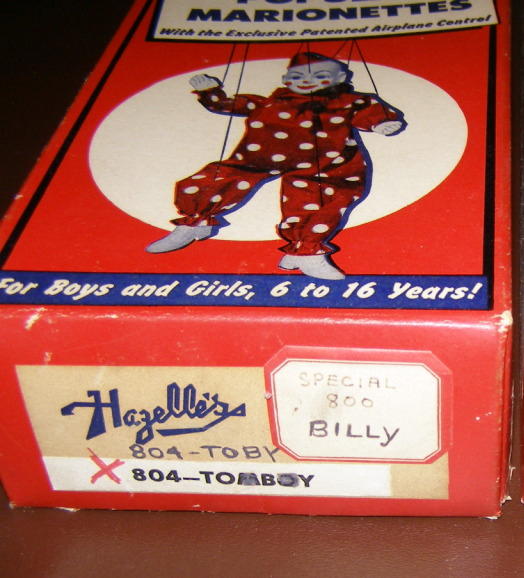 MARIONETTES
With the Exclusive Patented Airplane Control
For Boys and Girls, 6 to 16 Years!
Hazelle's
SPECIAL
800
BILLY
804-TOBY
X 804-TOMBOY